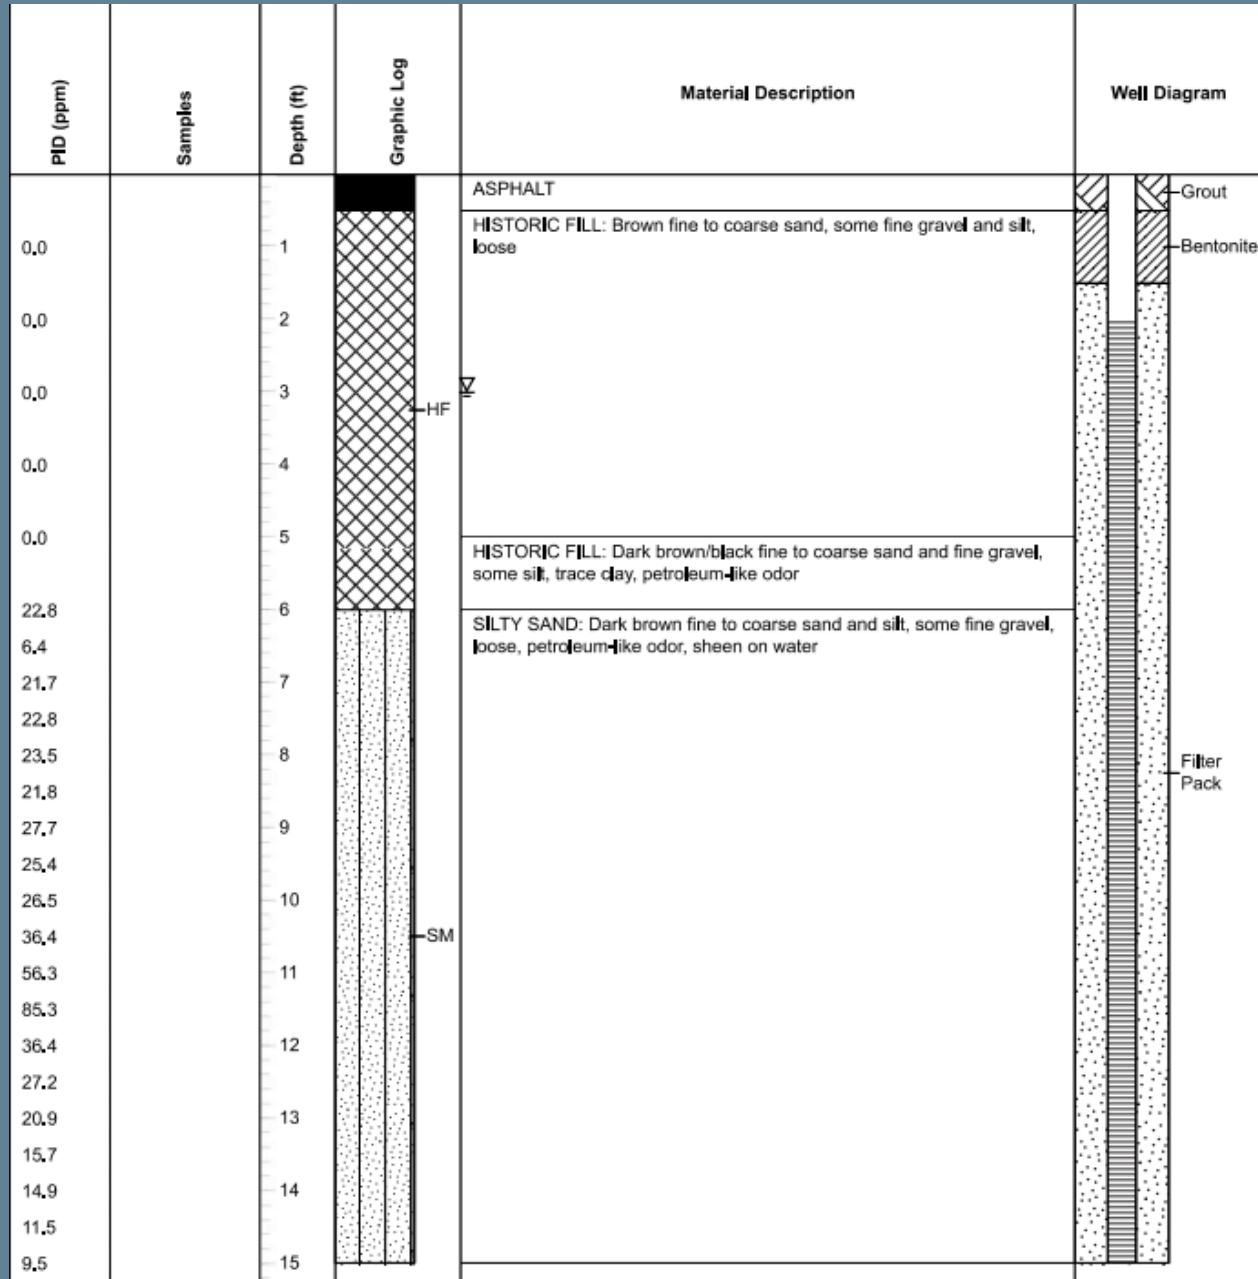 PID (ppm)
Samples
Depth (ft)
Graphic Log
Material Description
Well Diagram
ASPHALT
Grout
HISTORIC FILL: Brown fine to coarse sand, some fine gravel and silt,
loose
0.0
1
Bentonite
0.0
2
0.0
3
HF
0.0
4
0.0
5
HISTORIC FILL: Dark brown/black fine to coarse sand and fine gravel,
some silt, trace clay, petroleum-like odor
22.8
6
SILTY SAND: Dark brown fine to coarse sand and silt, some fine gravel,
loose, petroleum-like odor, sheen on water
6.4
21.7
7
22.8
23.5
8
Filter
Pack
21.8
27.7
9
25.4
26.5
10
36.4
SM
56.3
11
85.3
36.4
12
27.2
20.9
13
15.7
14.9
14
11.5
9.5
15